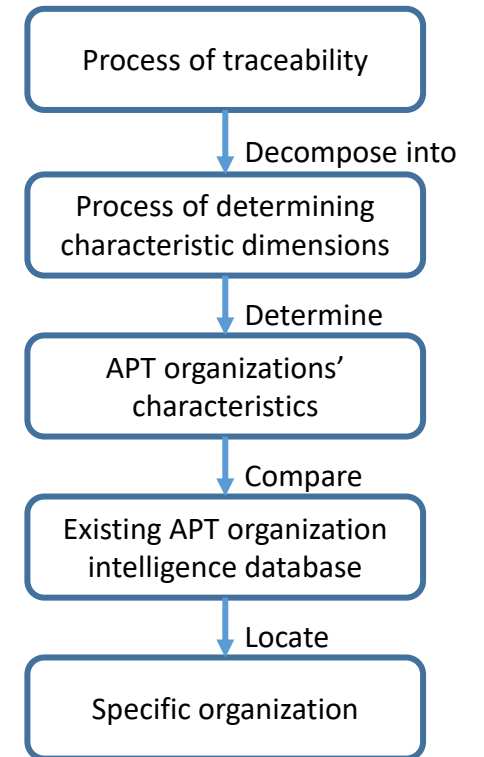 Process of traceability
Decompose into
Process of determining
characteristic dimensions
Determine
APT organizations’
characteristics
Compare
Existing APT organization
intelligence database
Locate
Specific organization